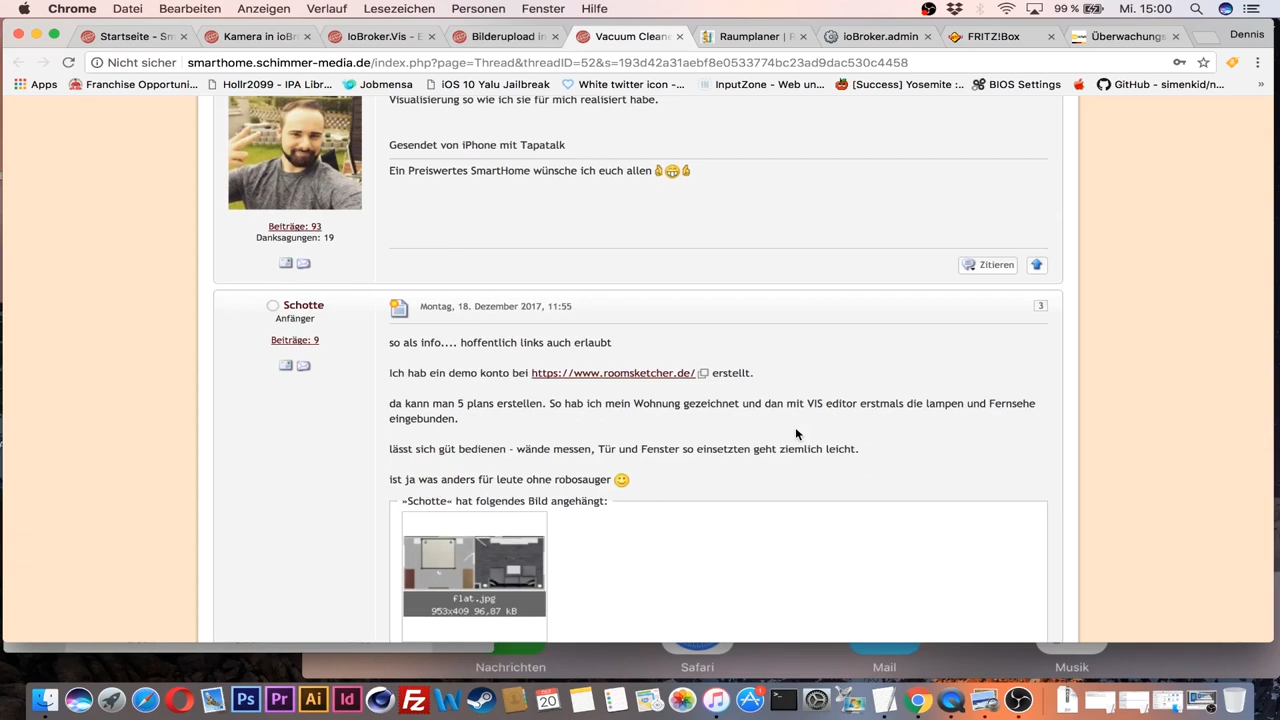 Chrome Datei Bearbeiten Anzeigen Verlauf Lesezeichen Personen Fenster Hilfe 99 % Mi. 15:00
Startseite - Sm Kamera in ioBr IoBroker.Vis - E Bilderupload in Vacuum Clean Raumplaner | R ioBroker.admin FRITZ!Box Überwachung Dennis
Nicht sicher smarthome.schimmer-media.de/index.php?page=Thread&threadID=52&s=193d42a31aebf8e0533774bc23ad9dac530c4458
Apps Franchise Opportuni... Hollr2099 - IPA Libr... Jobmensa iOS 10 Yalu Jailbreak White twitter icon -... InputZone - Web un... [Success] Yosemite :... BIOS Settings GitHub - simenkid/n... »
Visualisierung so wie ich sie für mich realisiert habe.
Gesendet von iPhone mit Tapatalk
Ein Preiswertes SmartHome wünsche ich euch allen
Beiträge: 93
Danksagungen: 19
Zitieren
Schotte
Montag, 18. Dezember 2017, 11:55 3
Anfänger
Beiträge: 9
so als info.... hoffentlich links auch erlaubt
Ich hab ein demo konto bei https://www.roomsketcher.de/ erstellt.
da kann man 5 plans erstellen. So hab ich mein Wohnung gezeichnet und dan mit VIS editor erstmals die lampen und Fernsehe
eingebunden.
lässt sich güt bedienen - wände messen, Tür und Fenster so einsetzten geht ziemlich leicht.
ist ja was anders für leute ohne robosauger
»Schotte« hat folgendes Bild angehängt:
flat.jpg
953x409 96,87 kB
Nachrichten Safari Mail Musik
Ps Pr Ai Id FZ W 20 1